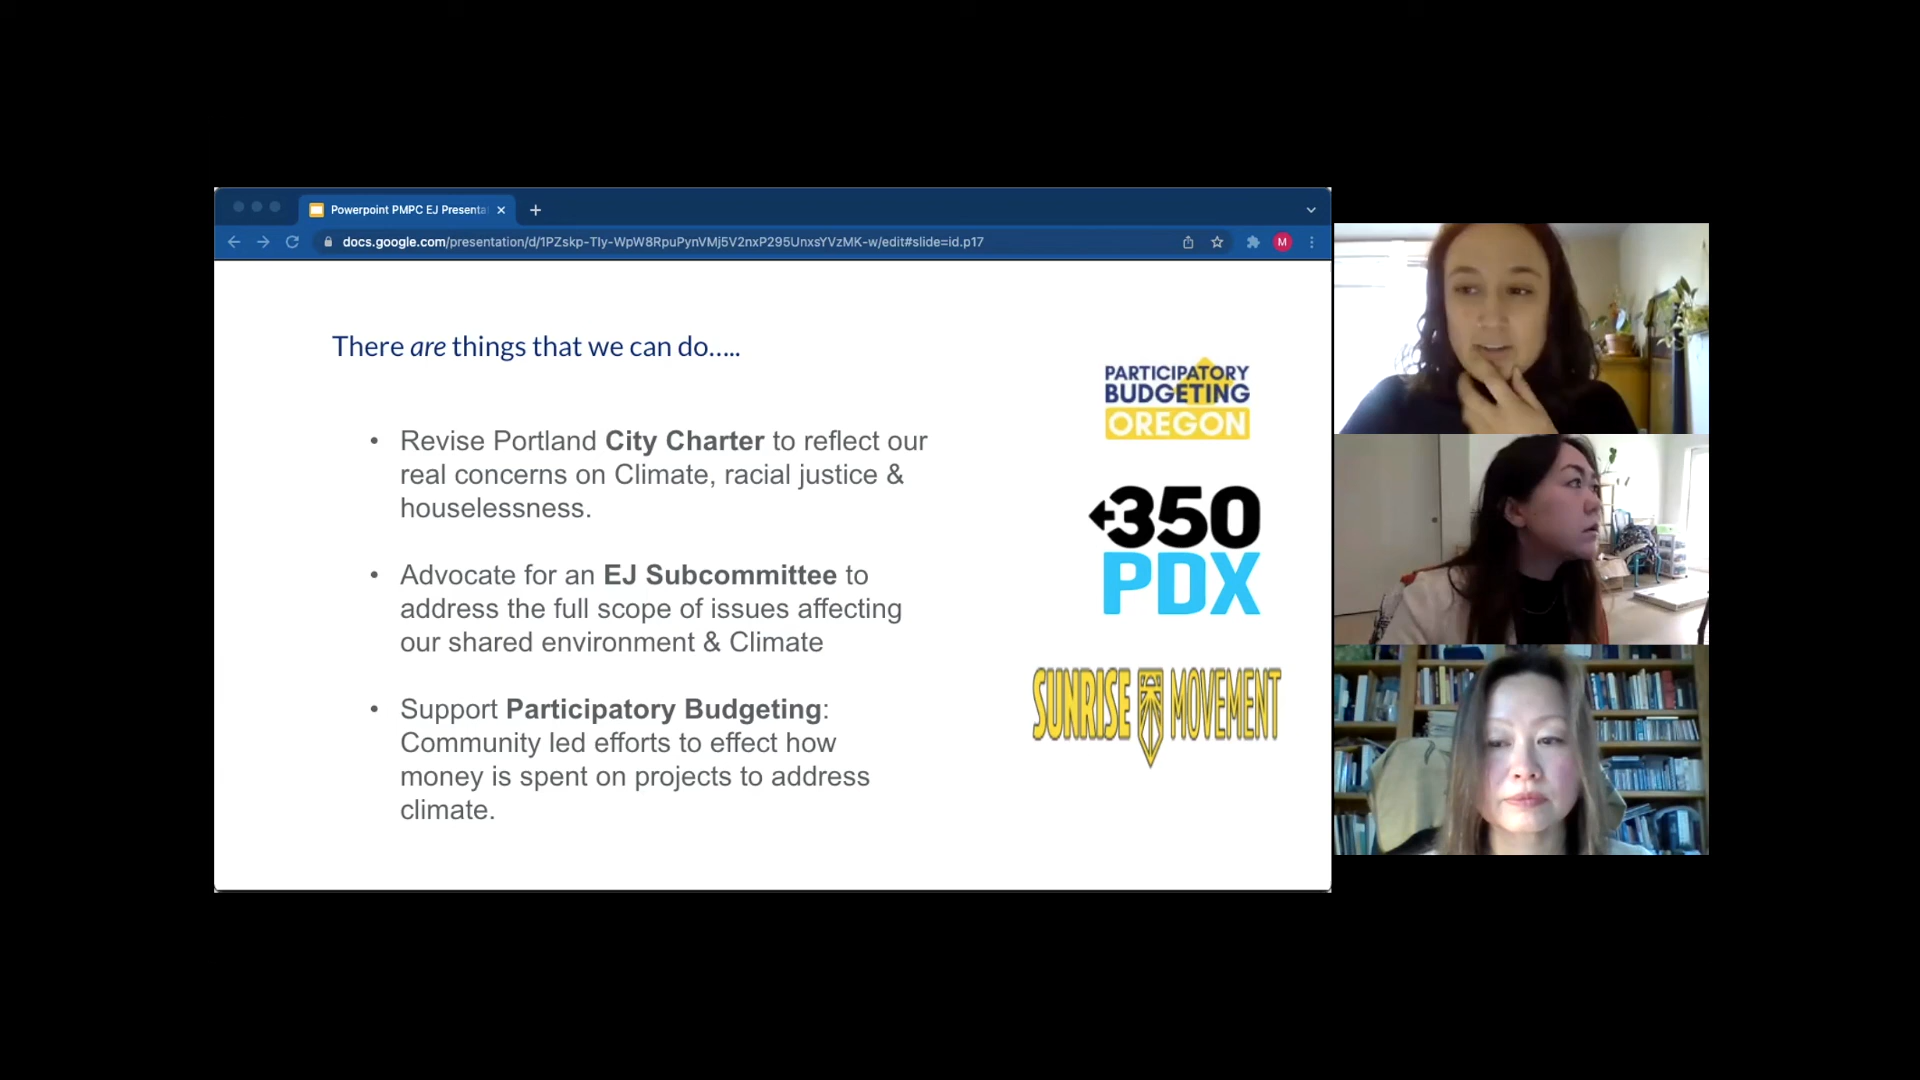 Powerpoint PMPC EJ Presenta
docs.google.com/presentation/d/1PZskp-TIy-WpW8RpuPynVMj5V2nxP295UnxsYVzMK-w/edit#slide=id.p17
M
There are things that we can do.....
• Revise Portland City Charter to reflect our
real concerns on Climate, racial justice &
houselessness.
• Advocate for an EJ Subcommittee to
address the full scope of issues affecting
our shared environment & Climate
• Support Participatory Budgeting:
Community led efforts to effect how
money is spent on projects to address
climate.
PARTICIPATORY
BUDGETING
OREGON
350
PDX
SUNRISE MOVEMENT